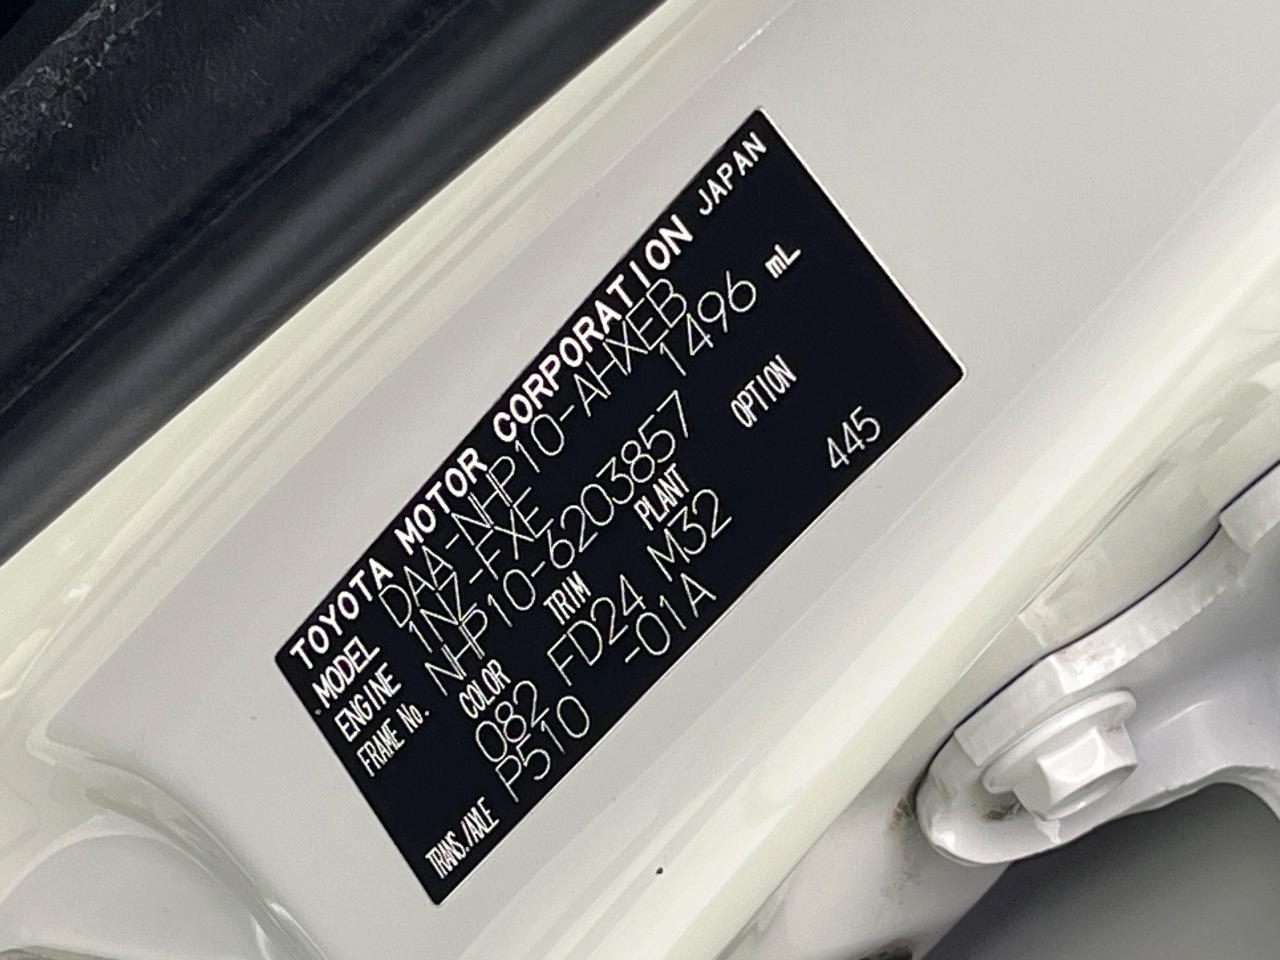 TOYOTA MOTOR CORPORATION JAPAN
MODEL DAA-NHP10-AHXEB
ENGINE 1NZ-FXE 1496 mL
FRAME No. NHP10-6203857
COLOR TRIM PLANT OPTION
082 FD24 M32 445
TRANS./AXLE P510 -01A